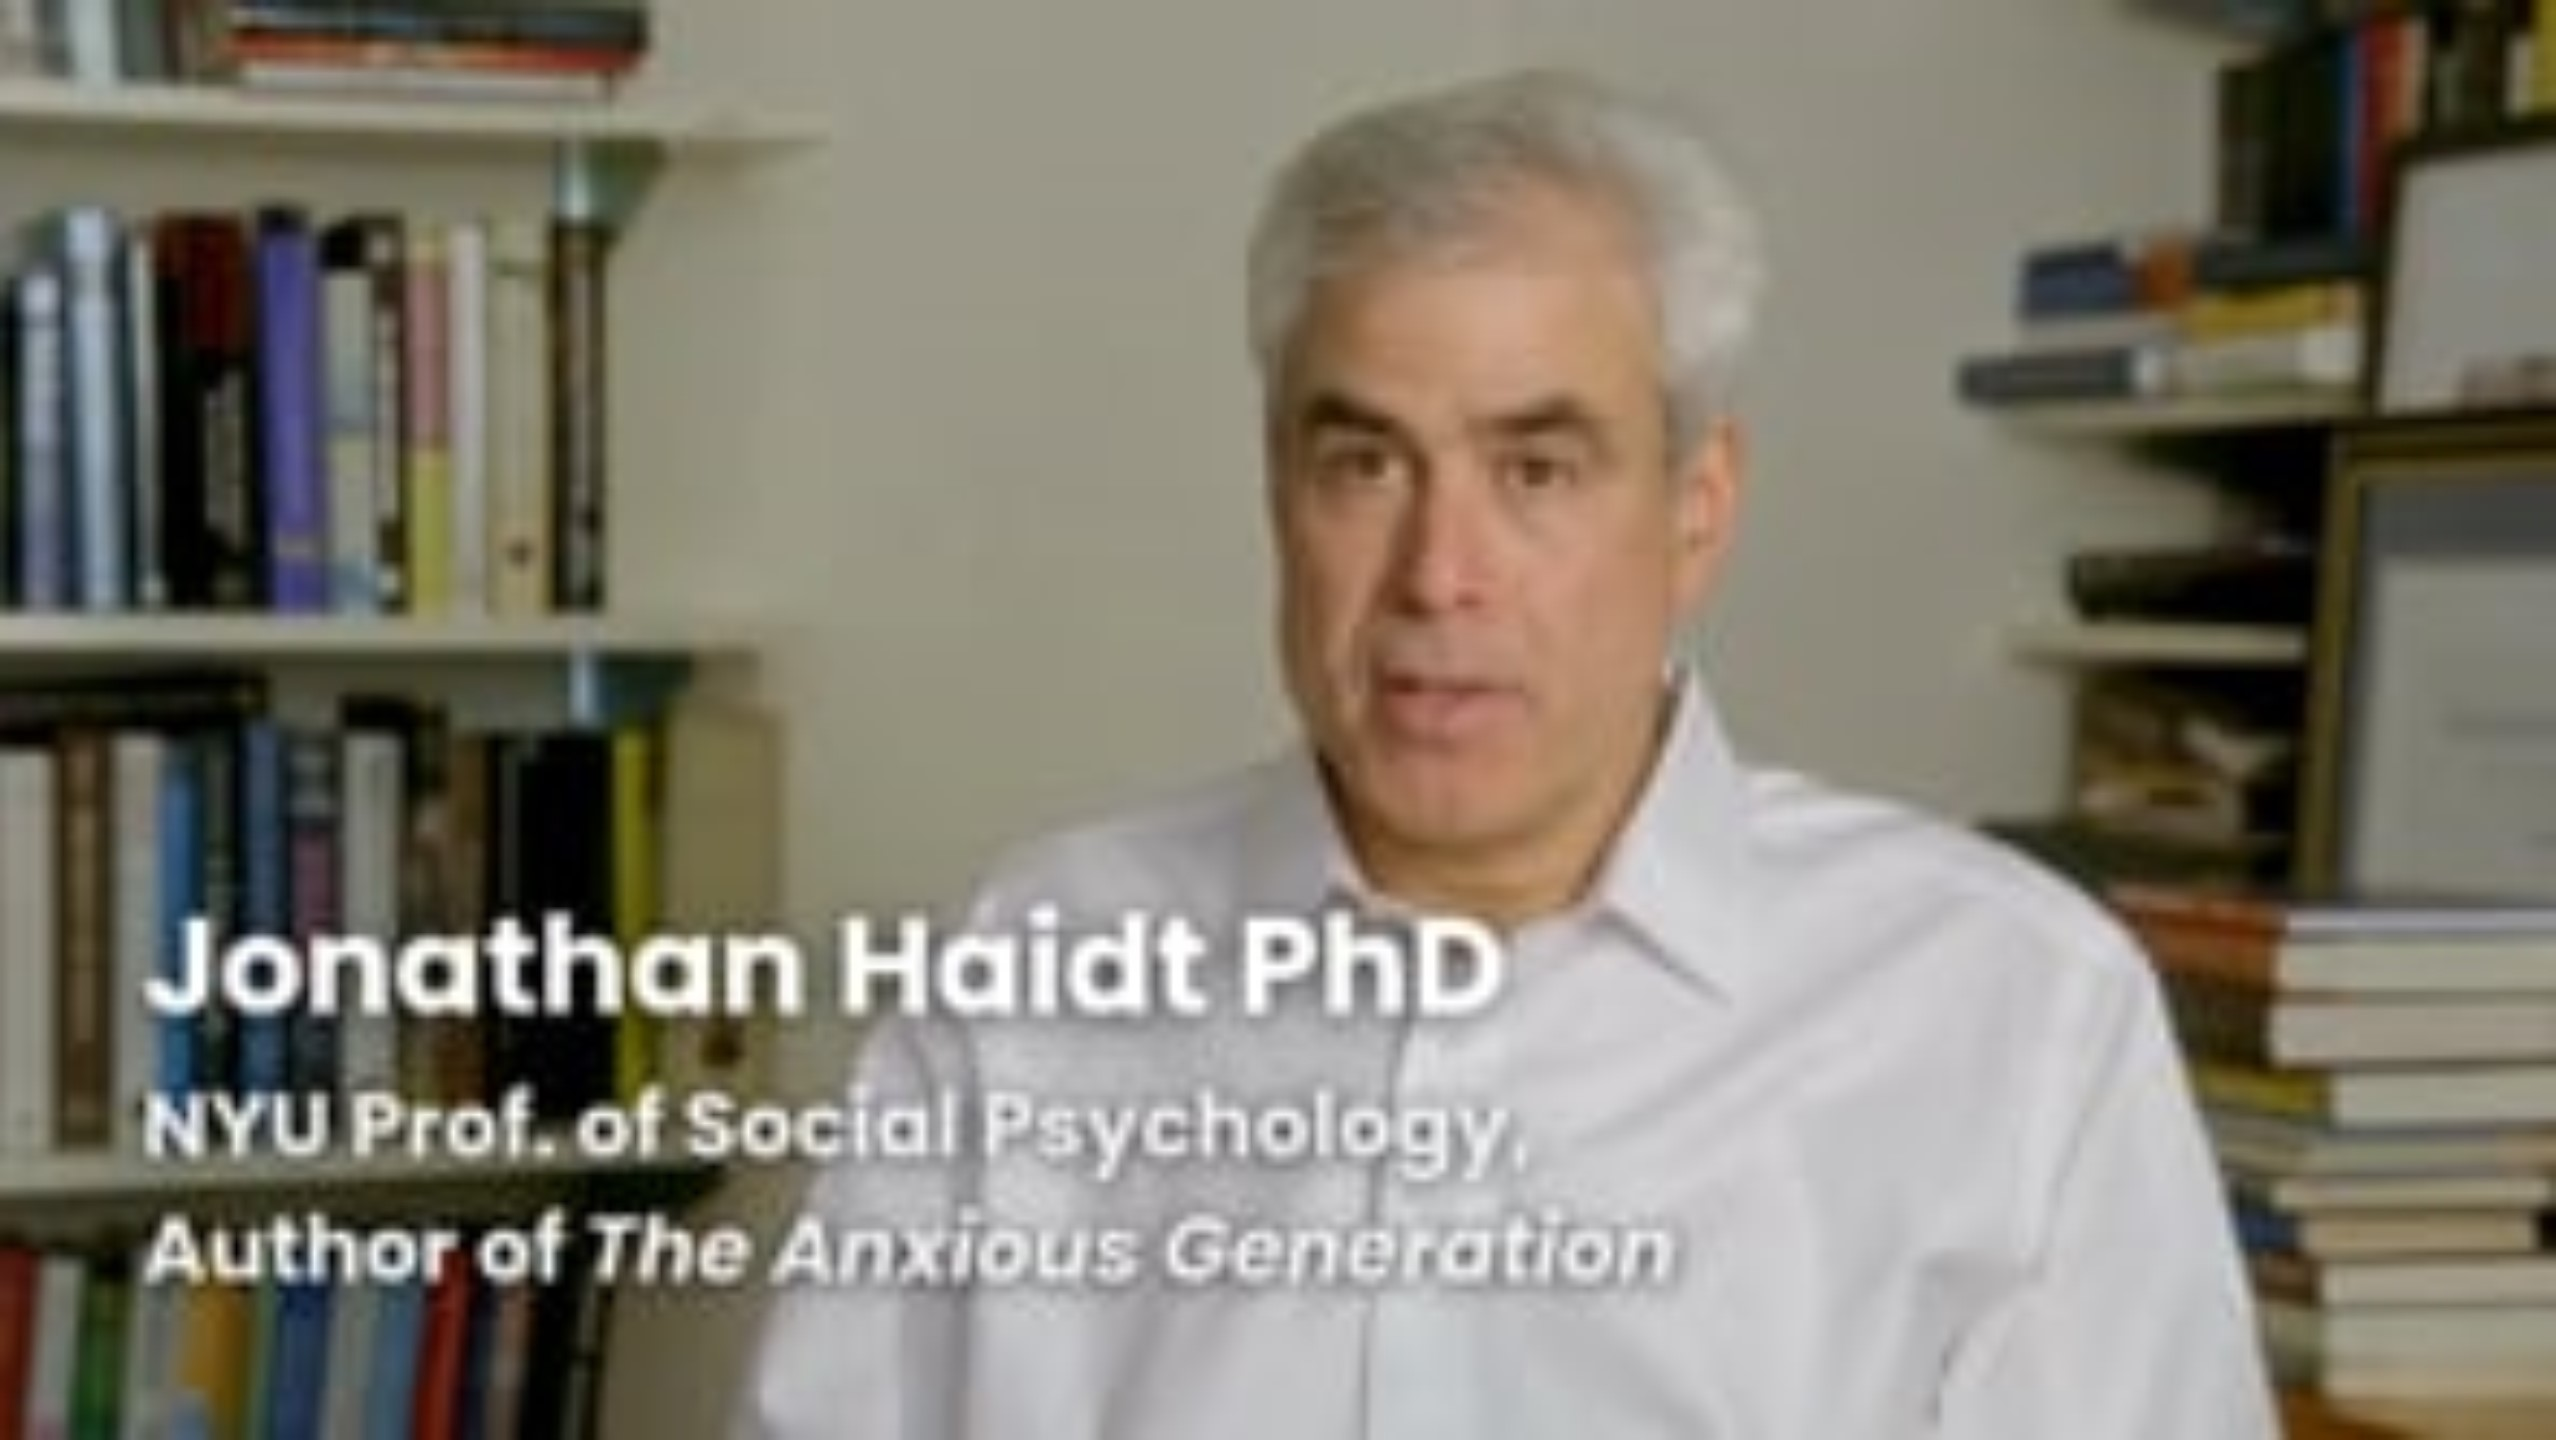 Jonathan Haidt PhD
NYU Prof. of Social Psychology,
Author of The Anxious Generation